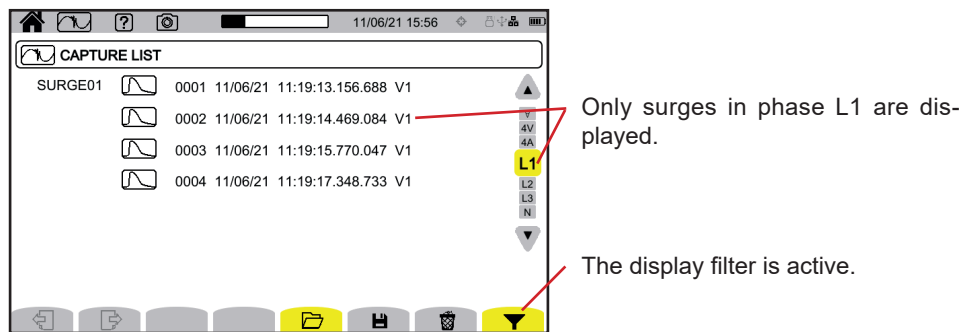 ?
11/06/21 15:56
CAPTURE LIST
SURGE01
0001 11/06/21 11:19:13.156.688 V1
0002 11/06/21 11:19:14.469.084 V1
0003 11/06/21 11:19:15.770.047 V1
0004 11/06/21 11:19:17.348.733 V1
∀
4V
4A
L1
L2
L3
N
Only surges in phase L1 are dis-
played.
The display filter is active.